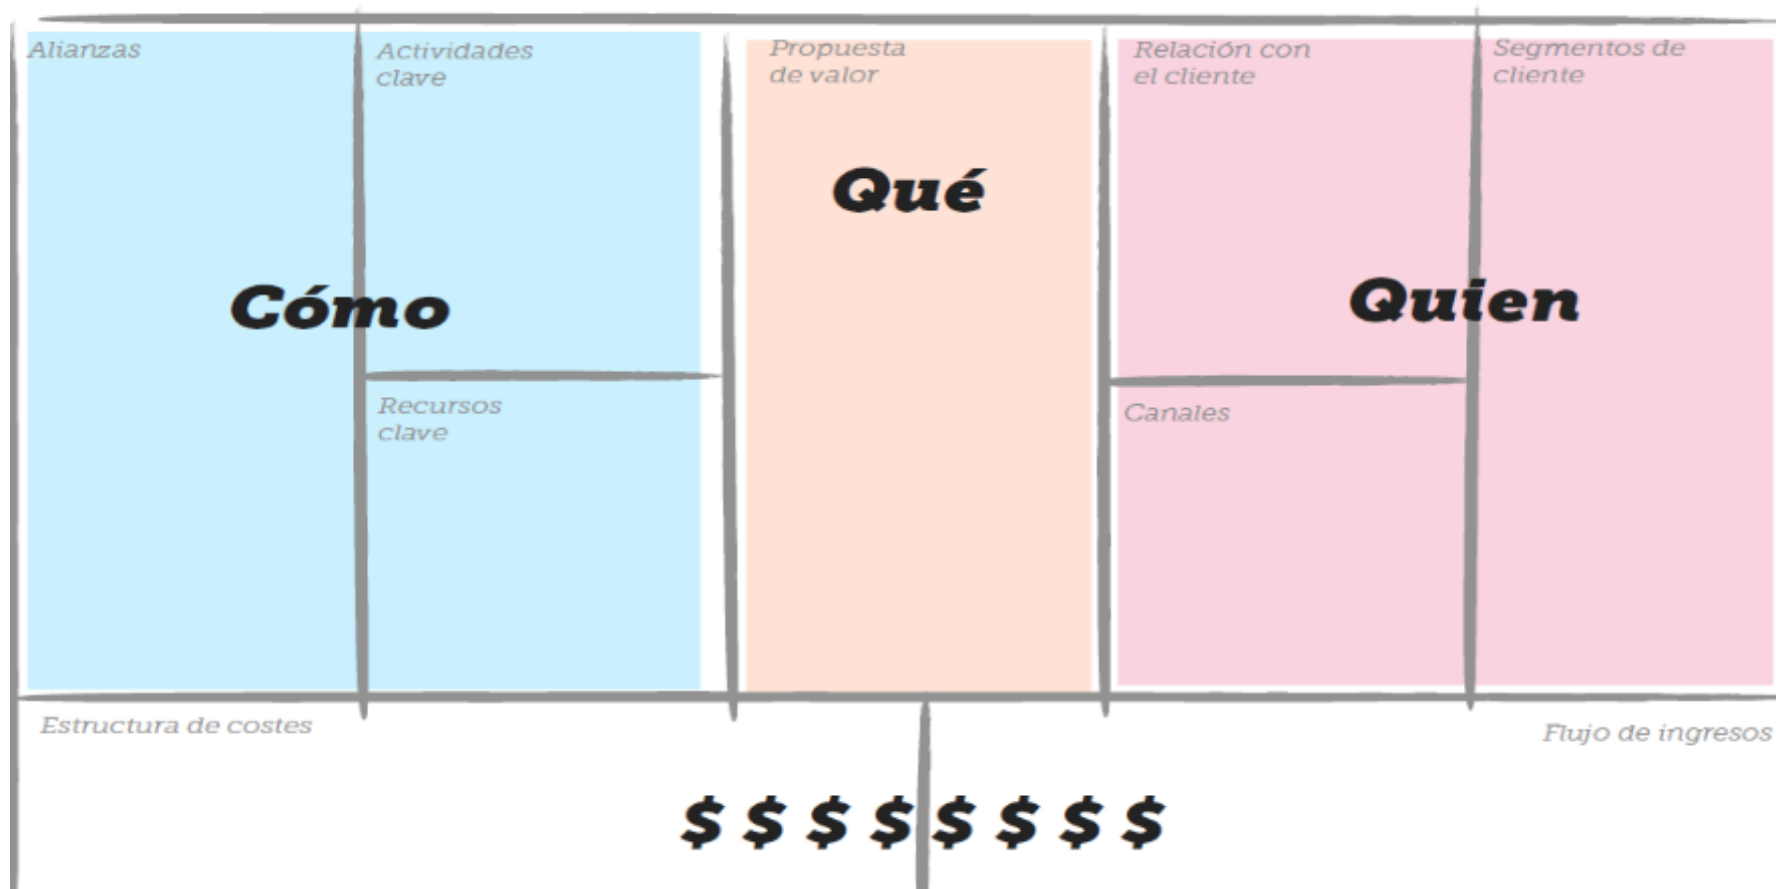 Alianzas
Actividades
clave
Propuesta
de valor
Relación con
el cliente
Segmentos de
cliente
Qué
Cómo
Quien
Recursos
clave
Canales
Estructura de costes
Flujo de ingresos
$ $ $ $ $ $ $ $